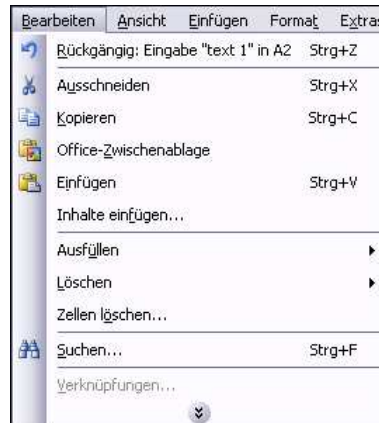 Bearbeiten Ansicht Einfügen Format Extras
Rückgängig: Eingabe "text 1" in A2 Strg+Z
Ausschneiden Strg+X
Kopieren Strg+C
Office-Zwischenablage
Einfügen Strg+V
Inhalte einfügen...
Ausfüllen
Löschen
Zellen löschen...
Suchen... Strg+F
Verknüpfungen...